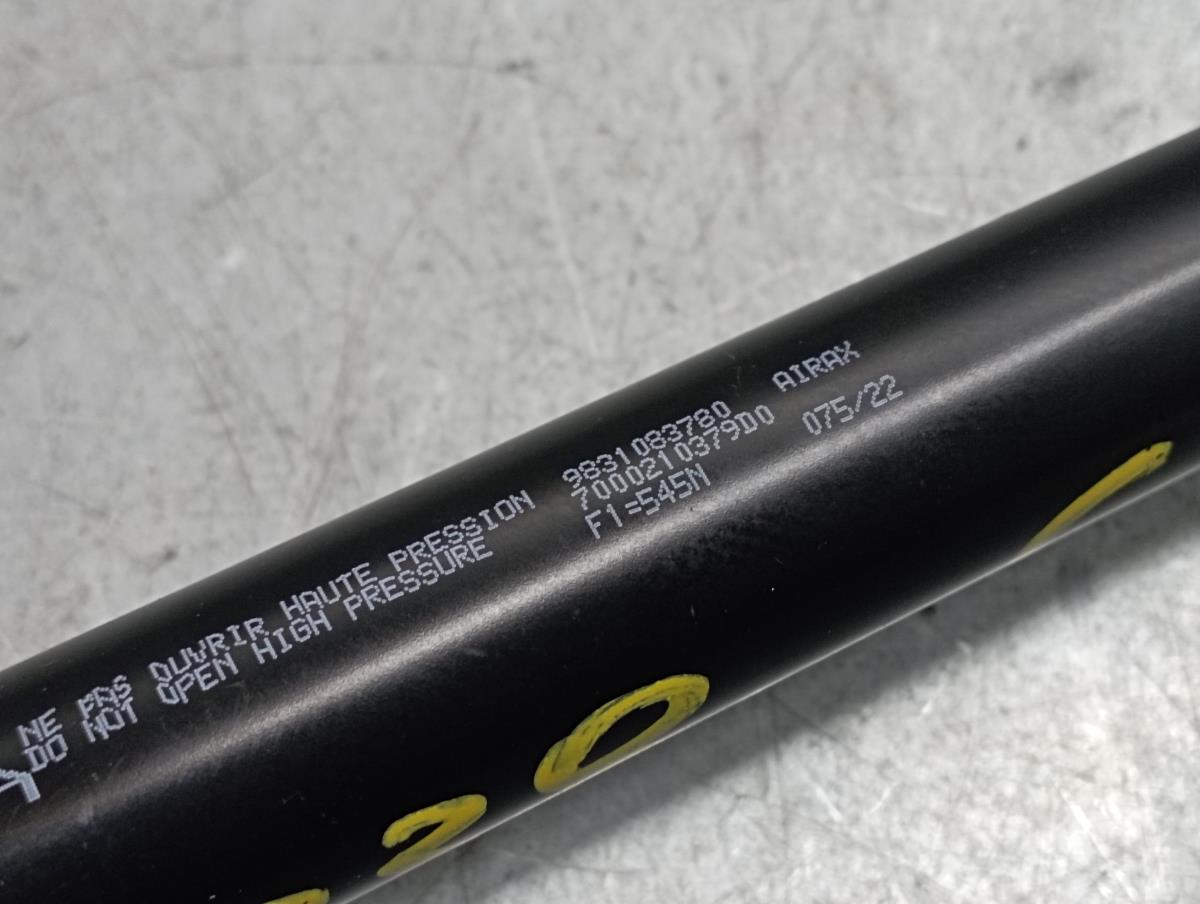 NE PAS OUVRIR HAUTE PRESSION 9831083780 AIRAX
DO NOT OPEN HIGH PRESSURE 7000210379D0 075/22
F1=545N